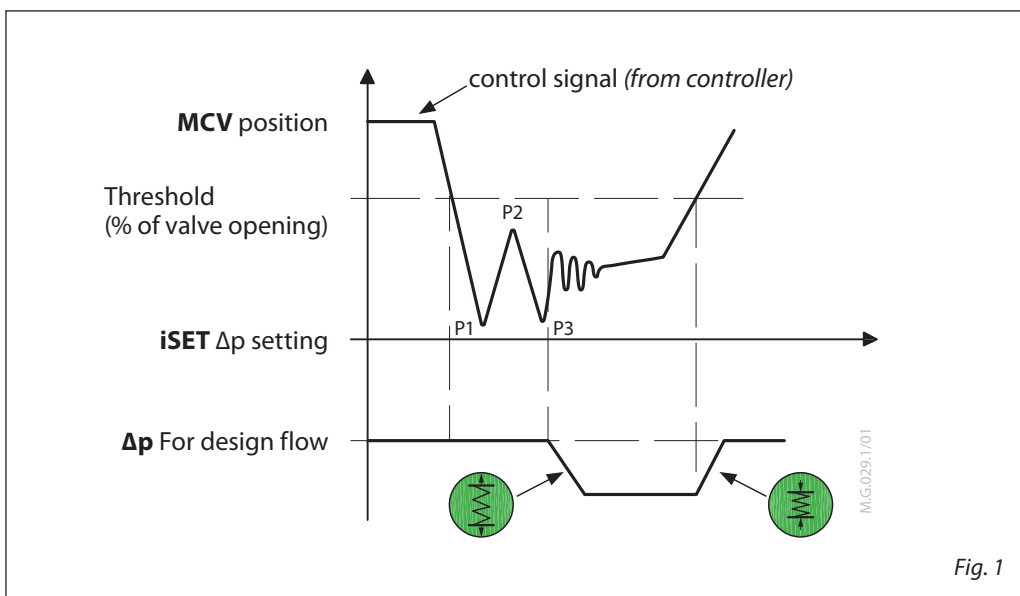 control signal (from controller)
MCV position
Threshold
(% of valve opening)
P2
P1
P3
iSET Δp setting
Δp For design flow
M.G.029.1/01
Fig. 1